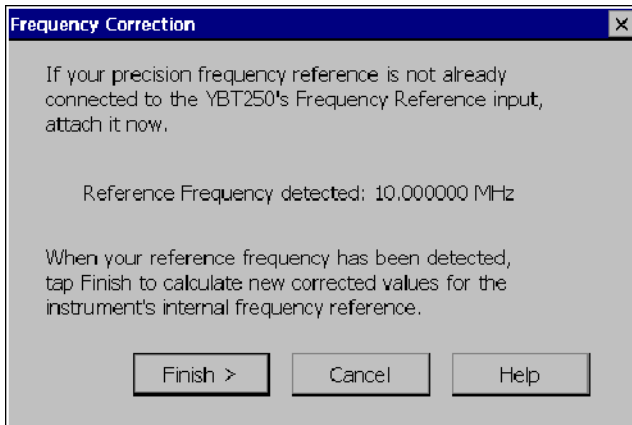 Frequency Correction
If your precision frequency reference is not already
connected to the YBT250's Frequency Reference input,
attach it now.
Reference Frequency detected: 10.000000 MHz
When your reference frequency has been detected,
tap Finish to calculate new corrected values for the
instrument's internal frequency reference.
Finish >
Cancel
Help